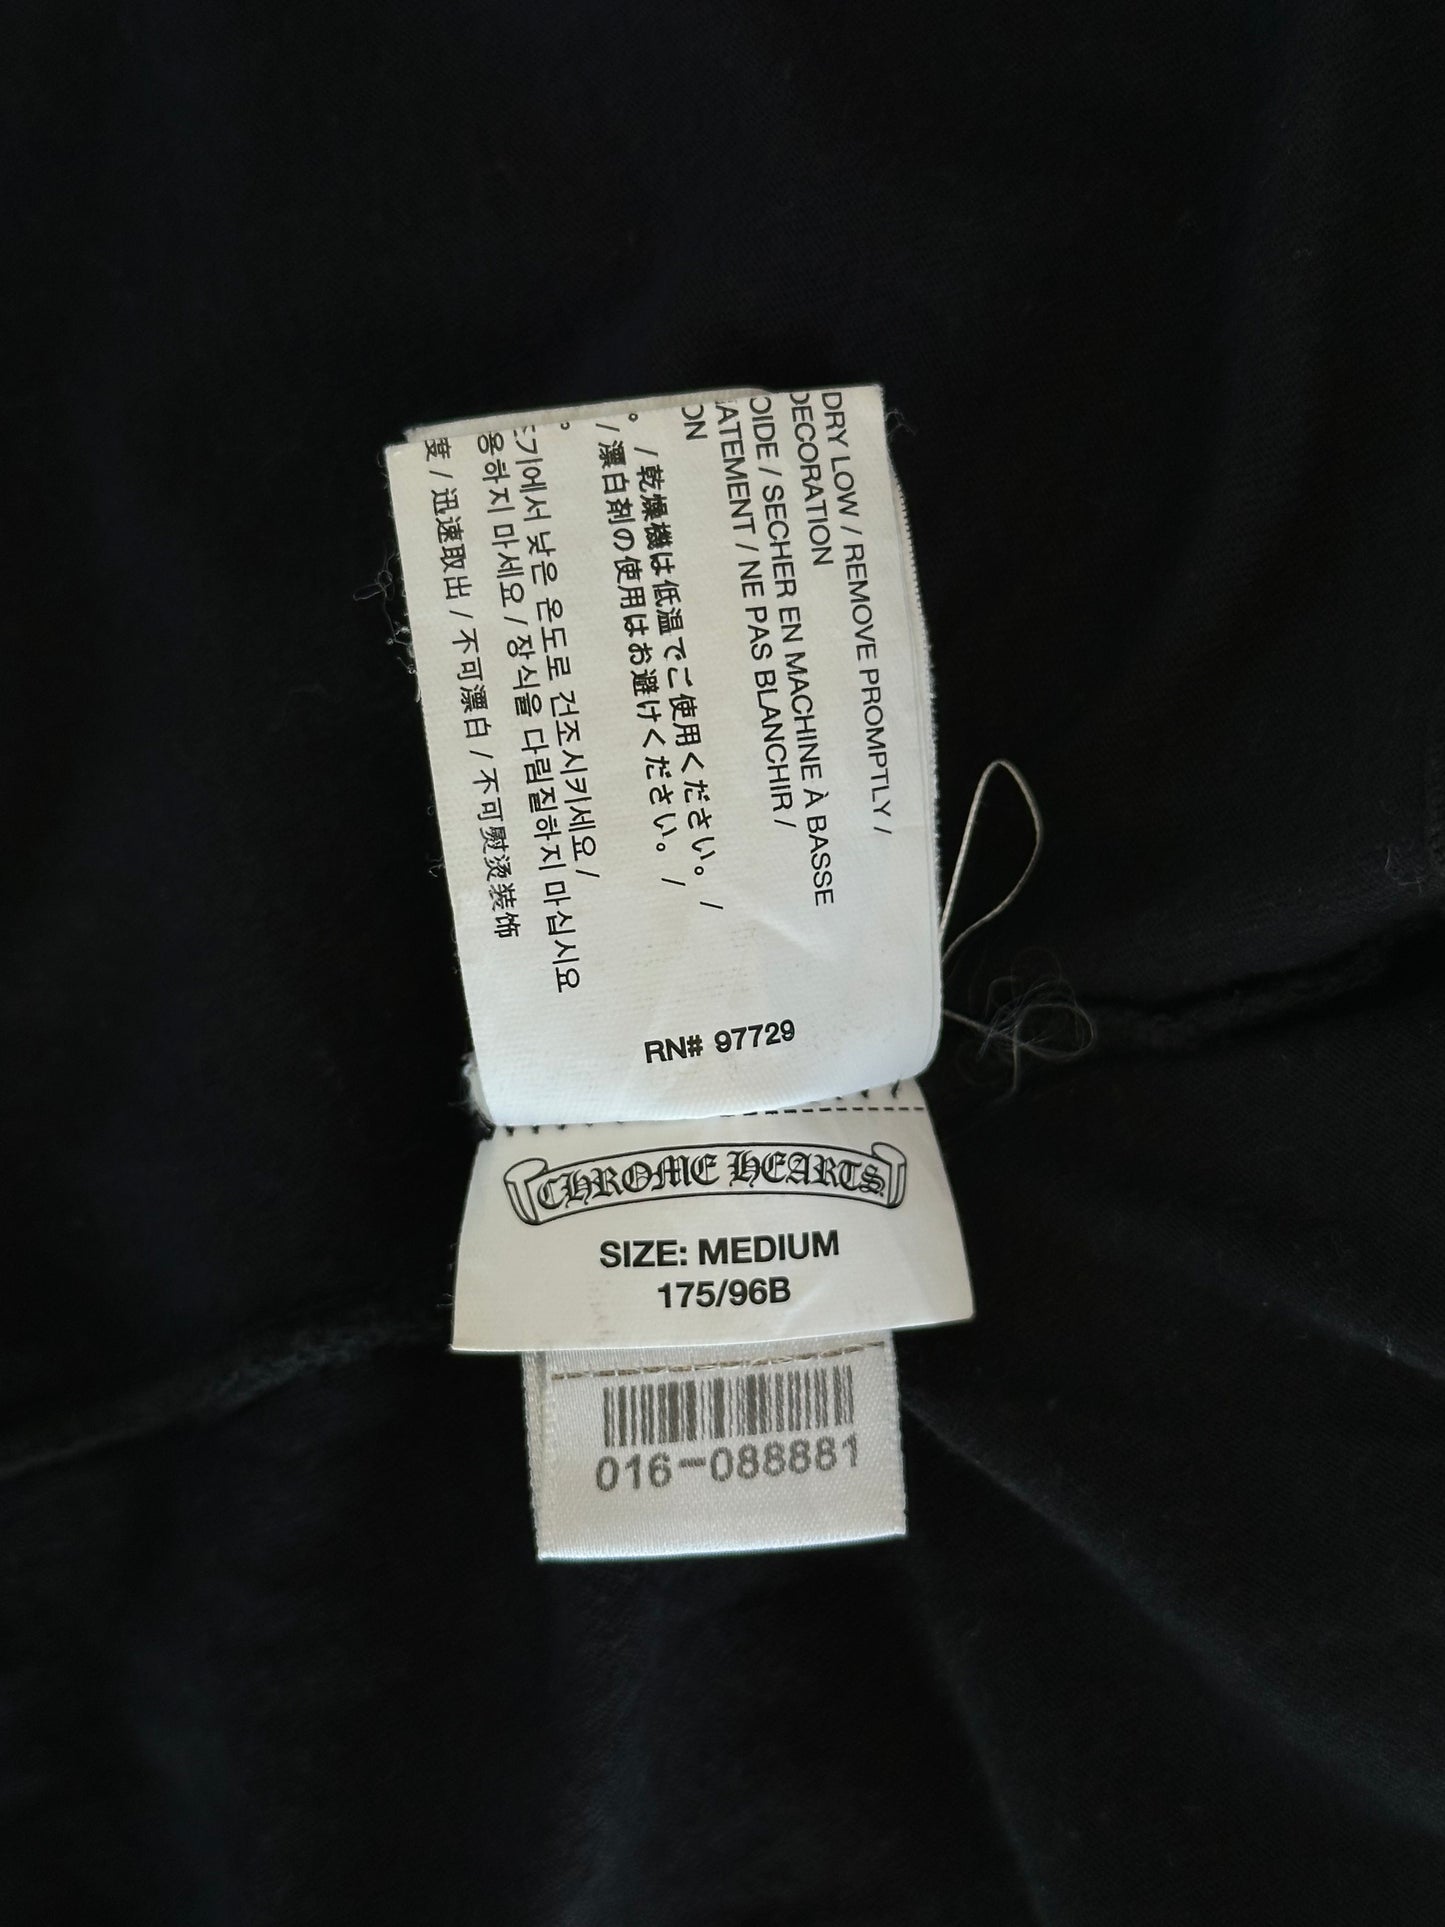 DRY LOW / REMOVE PROMPTLY /
DECORATION
OIDE / SECHER EN MACHINE À BASSE
ATEMENT / NE PAS BLANCHIR /
ON
。/ 乾燥機は低温でご使用ください。/
/ 漂白剤の使用はお避けください。/
기에서 낮은 온도로 건조시키세요 /
용하지 마세요 / 장식을 다림질하지 마십시요
度 / 迅速取出 / 不可漂白 / 不可熨烫装饰
RN# 97729
CHROME HEARTS
SIZE: MEDIUM
175/96B
016-088881